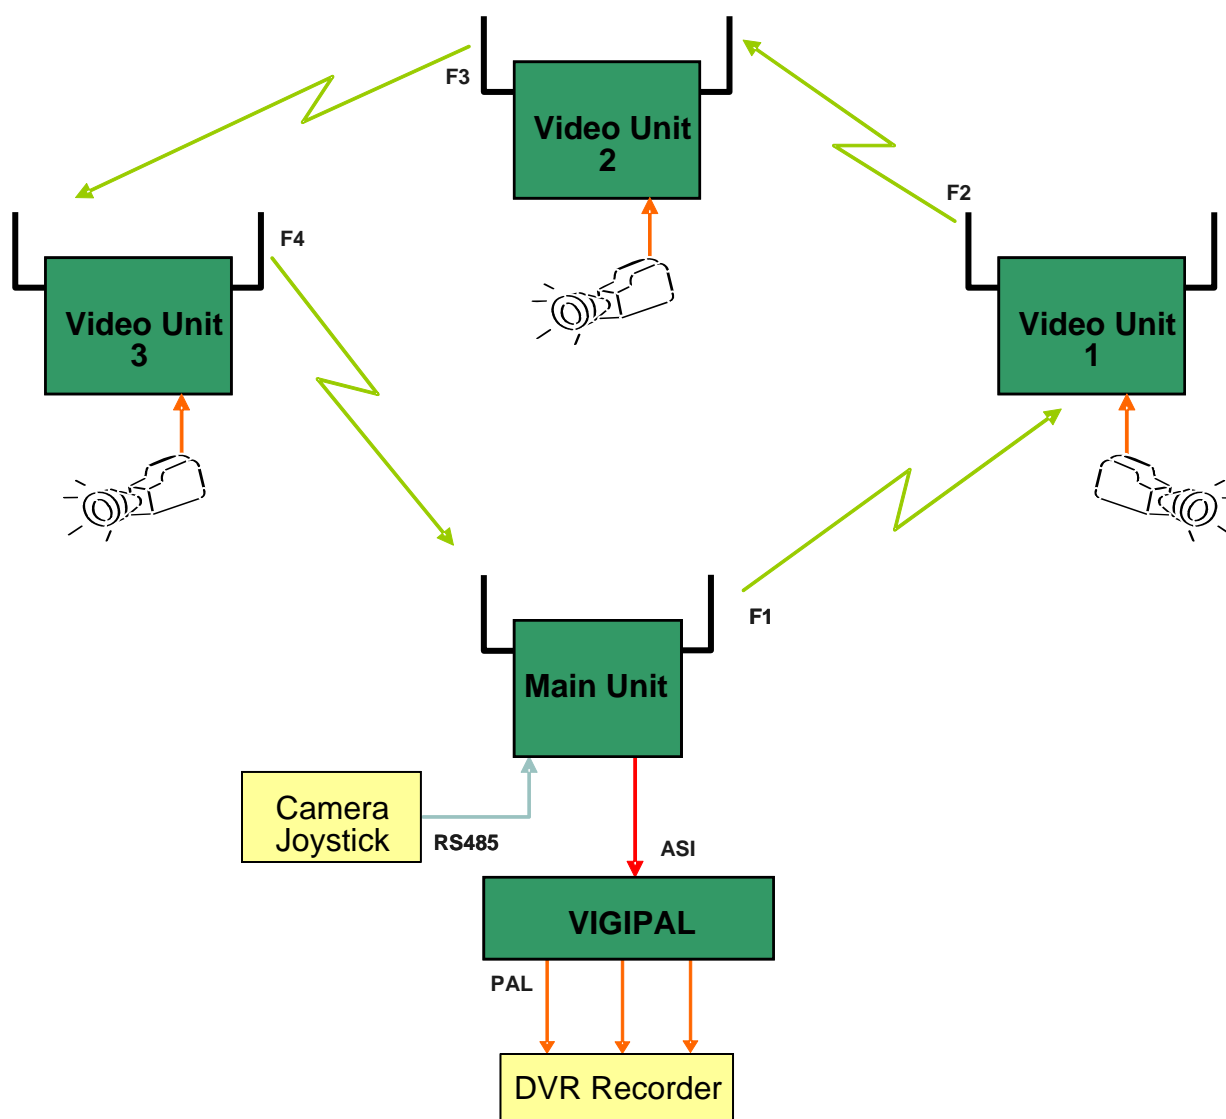 F3
Video Unit
2
F2
F4
Video Unit
3
Video Unit
1
F1
Main Unit
Camera
Joystick
RS485
ASI
VIGIPAL
PAL
DVR Recorder